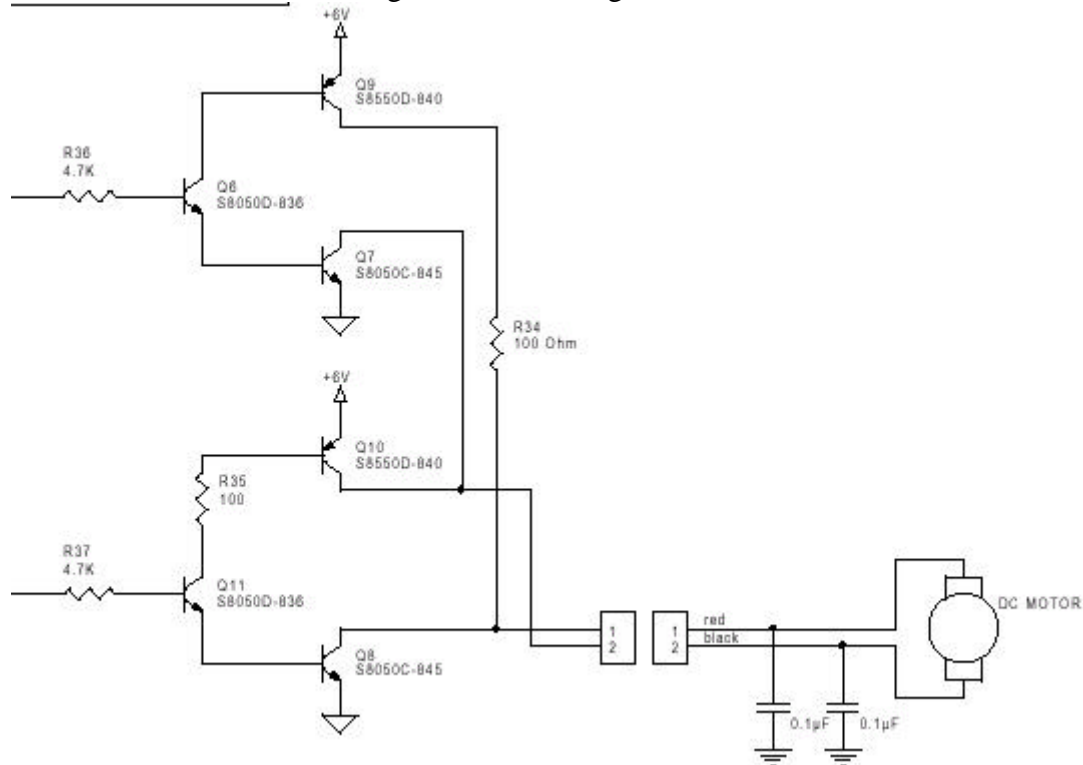 +6V
Q9
S8550D-840
R36
4.7K
Q6
S8050D-836
Q7
S8050C-845
R34
100 Ohm
+6V
Q10
S8550D-840
R35
100
R37
4.7K
Q11
S8050D-836
Q8
S8050C-845
1
2
1
2
red
black
DC MOTOR
0.1µF
0.1µF